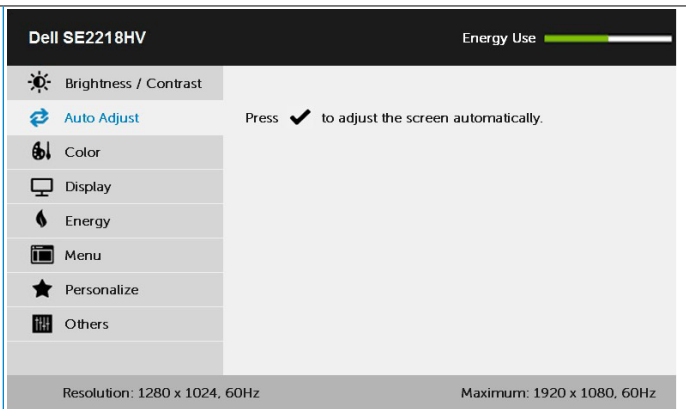 Dell SE2218HV
Energy Use
Brightness / Contrast
Auto Adjust
Press ✔ to adjust the screen automatically.
Color
Display
Energy
Menu
Personalize
Others
Resolution: 1280 x 1024, 60Hz
Maximum: 1920 x 1080, 60Hz